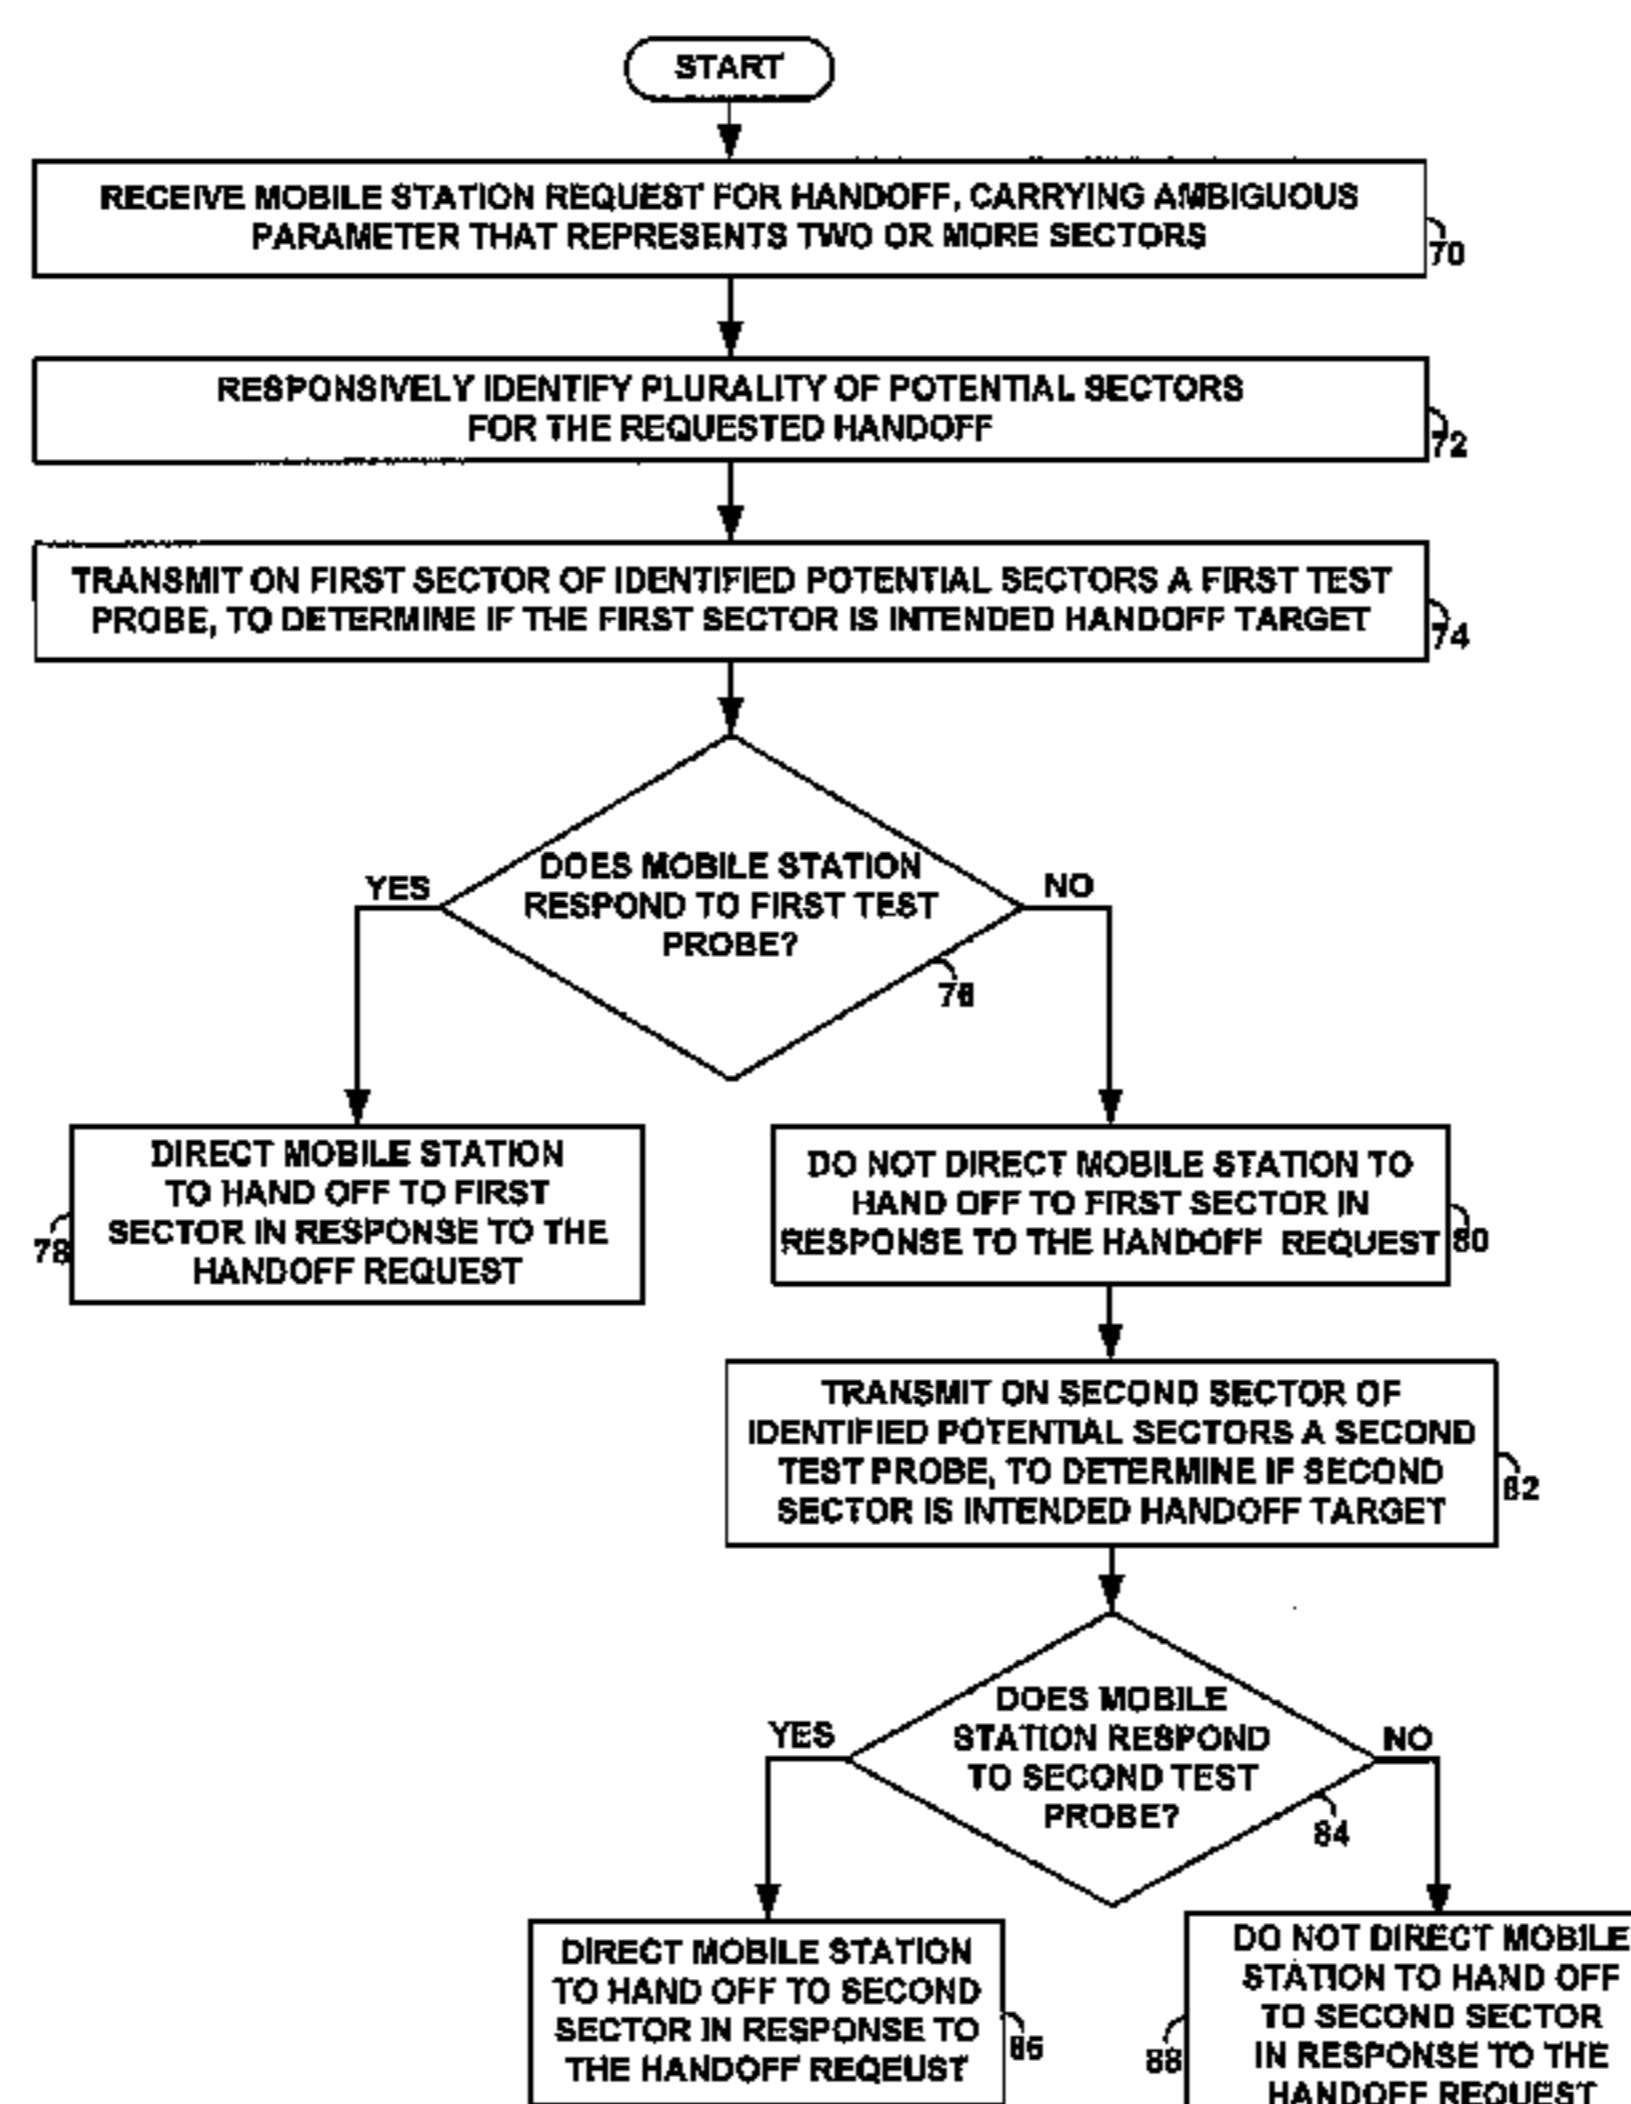 START
RECEIVE MOBILE STATION REQUEST FOR HANDOFF, CARRYING AMBIGUOUS
PARAMETER THAT REPRESENTS TWO OR MORE SECTORS
70
RESPONSIVELY IDENTIFY PLURALITY OF POTENTIAL SECTORS
FOR THE REQUESTED HANDOFF
72
TRANSMIT ON FIRST SECTOR OF IDENTIFIED POTENTIAL SECTORS A FIRST TEST
PROBE, TO DETERMINE IF THE FIRST SECTOR IS INTENDED HANDOFF TARGET
74
DOES MOBILE STATION
RESPOND TO FIRST TEST
PROBE?
76
YES
NO
DIRECT MOBILE STATION
TO HAND OFF TO FIRST
SECTOR IN RESPONSE TO THE
HANDOFF REQUEST
78
DO NOT DIRECT MOBILE STATION TO
HAND OFF TO FIRST SECTOR IN
RESPONSE TO THE HANDOFF REQUEST
80
TRANSMIT ON SECOND SECTOR OF
IDENTIFIED POTENTIAL SECTORS A SECOND
TEST PROBE, TO DETERMINE IF SECOND
SECTOR IS INTENDED HANDOFF TARGET
82
DOES MOBILE
STATION RESPOND
TO SECOND TEST
PROBE?
84
YES
NO
DIRECT MOBILE STATION
TO HAND OFF TO SECOND
SECTOR IN RESPONSE TO
THE HANDOFF REQEUST
86
DO NOT DIRECT MOBILE
STATION TO HAND OFF
TO SECOND SECTOR
IN RESPONSE TO THE
HANDOFF REQUEST
88